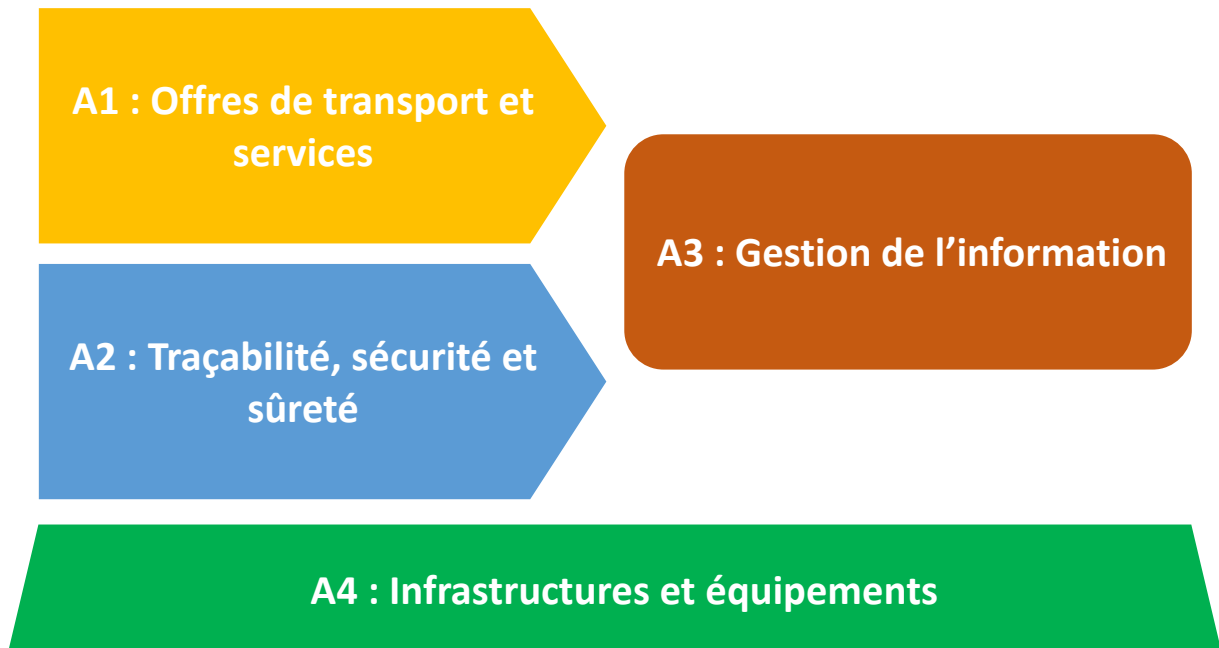 A1 : Offres de transport et
services
A2 : Traçabilité, sécurité et
sûreté
A3 : Gestion de l’information
A4 : Infrastructures et équipements